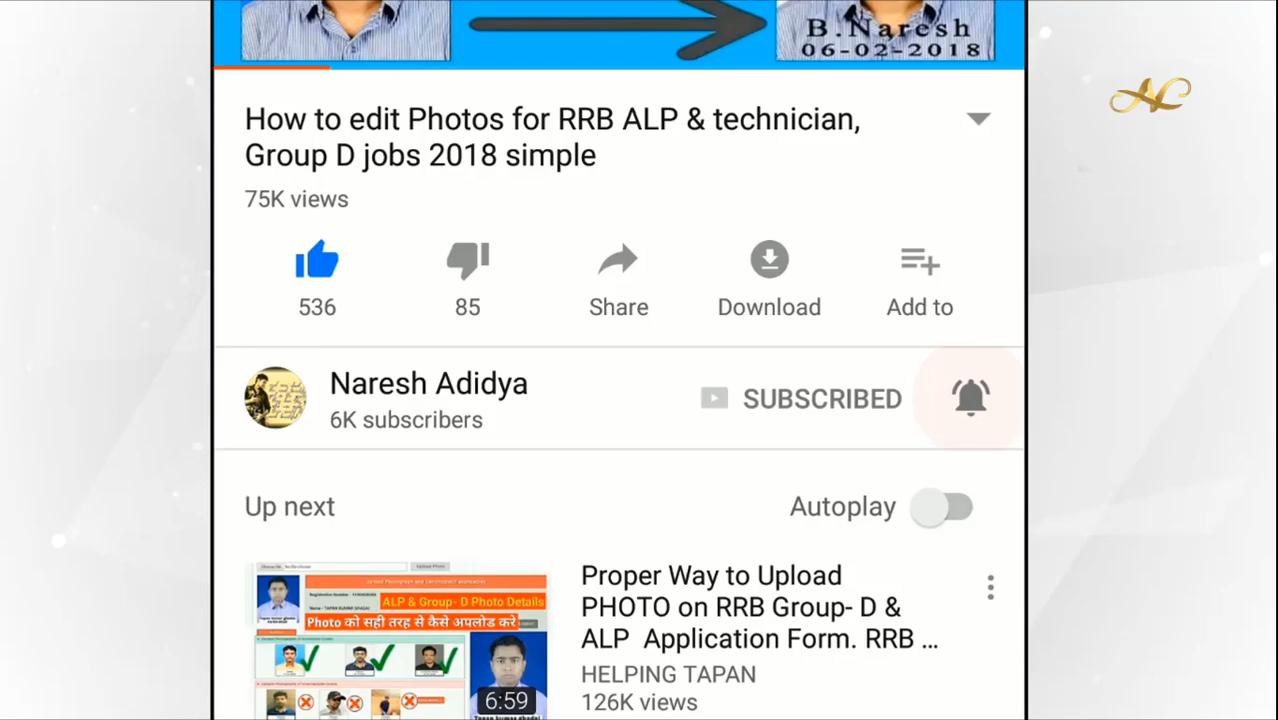 B.Naresh
06-02-2018
AC
How to edit Photos for RRB ALP & technician,
Group D jobs 2018 simple
75K views
536
85
Share
Download
Add to
Naresh Adidya
6K subscribers
SUBSCRIBED
Up next
Autoplay
ALP & Group- D Photo Details
Photo को सही तरह से कैसे अपलोड करे
6:59
Proper Way to Upload
PHOTO on RRB Group- D &
ALP Application Form. RRB ...
HELPING TAPAN
126K views